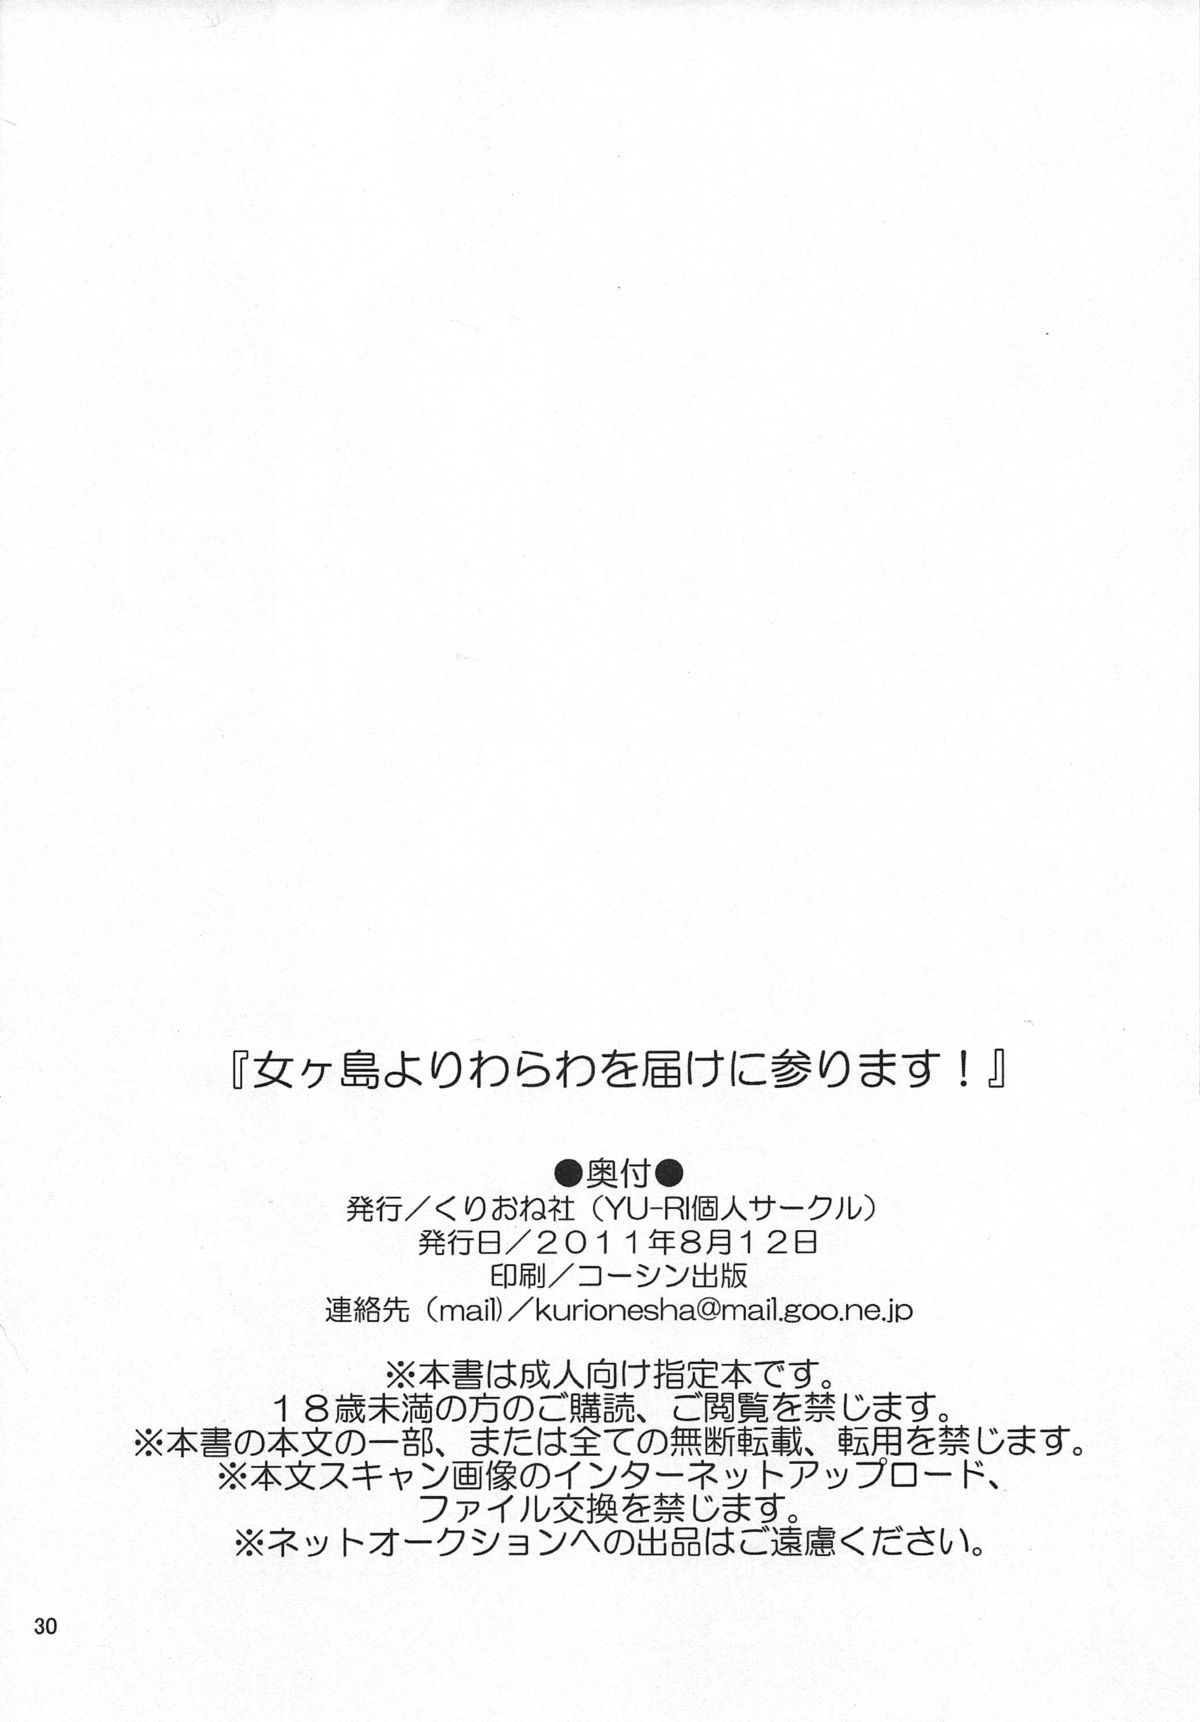 『女ヶ島よりわらわを届けに参ります！』
●奥付●
発行／くりおね社（YU-RI個人サークル）
発行日／２０１１年８月１２日
印刷／コーシン出版
連絡先（mail)／kurionesha@mail.goo.ne.jp
※本書は成人向け指定本です。
１８歳未満の方のご購読、ご閲覧を禁じます。
※本書の本文の一部、または全ての無断転載、転用を禁じます。
※本文スキャン画像のインターネットアップロード、
ファイル交換を禁じます。
※ネットオークションへの出品はご遠慮ください。
30